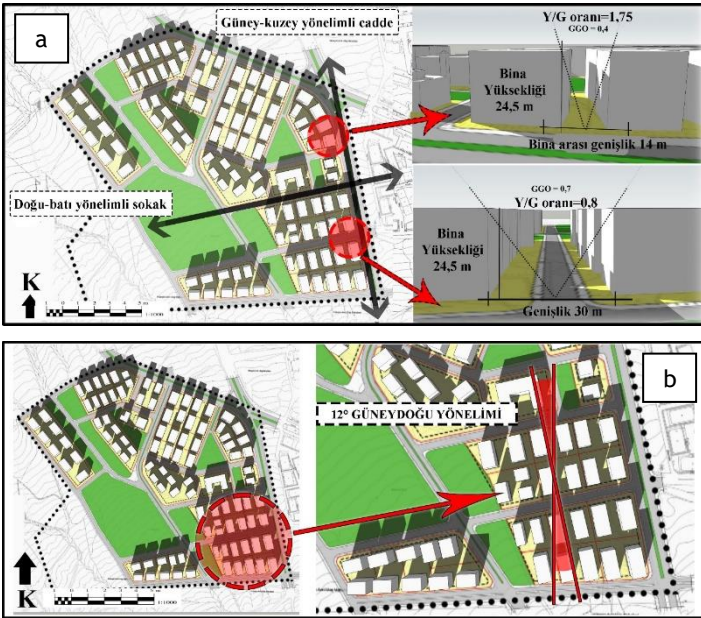 a
Güney-kuzey yönelimli cadde
Doğu-batı yönelimli sokak
K
Y/G oranı=1,75
GGO = 0,4
Bina
Yüksekliği
24,5 m
Bina arası genişlik 14 m
GGO = 0,7
Y/G oranı=0,8
Bina
Yüksekliği
24,5 m
Genişlik 30 m
b
12° GÜNEYDOĞU YÖNELİMİ
K
1/1000